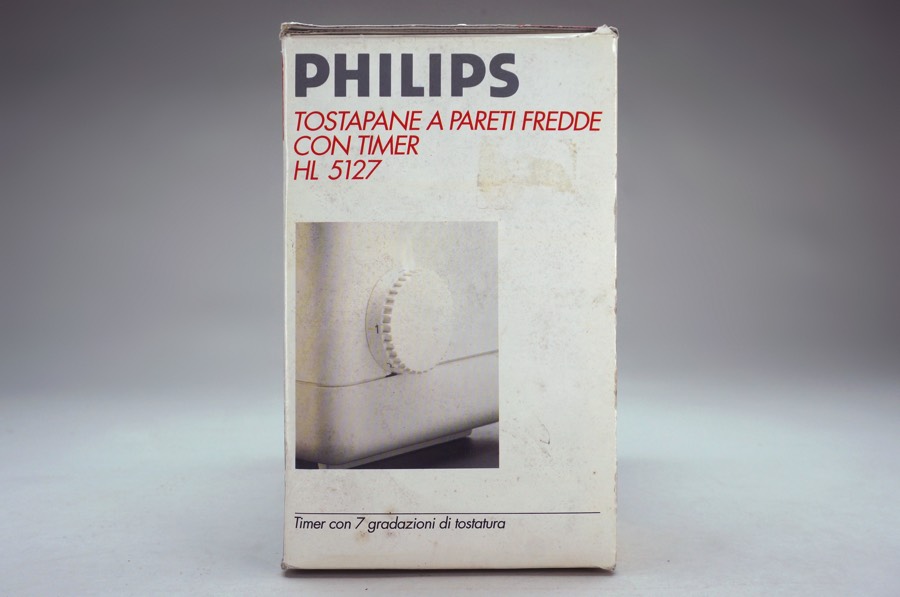 PHILIPS
TOSTAPANE A PARETI FREDDE
CON TIMER
HL 5127
1
Timer con 7 gradazioni di tostatura